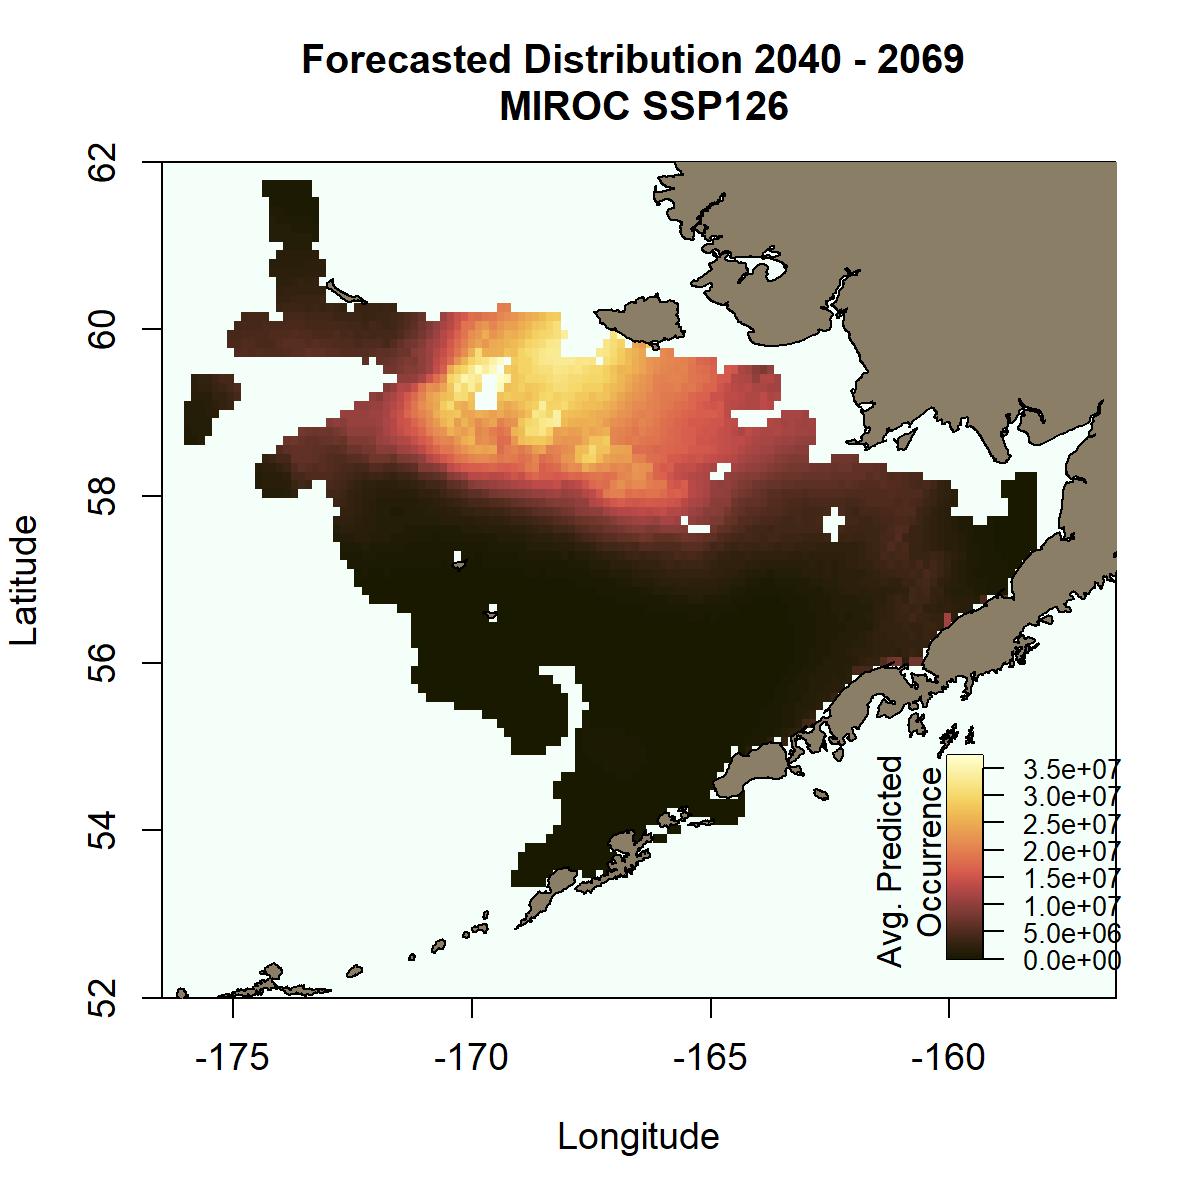 Forecasted Distribution 2040 - 2069
MIROC SSP126
62
60
58
56
54
52
Latitude
-175
-170
-165
-160
Longitude
Avg. Predicted
Occurrence
3.5e+07
3.0e+07
2.5e+07
2.0e+07
1.5e+07
1.0e+07
5.0e+06
0.0e+00